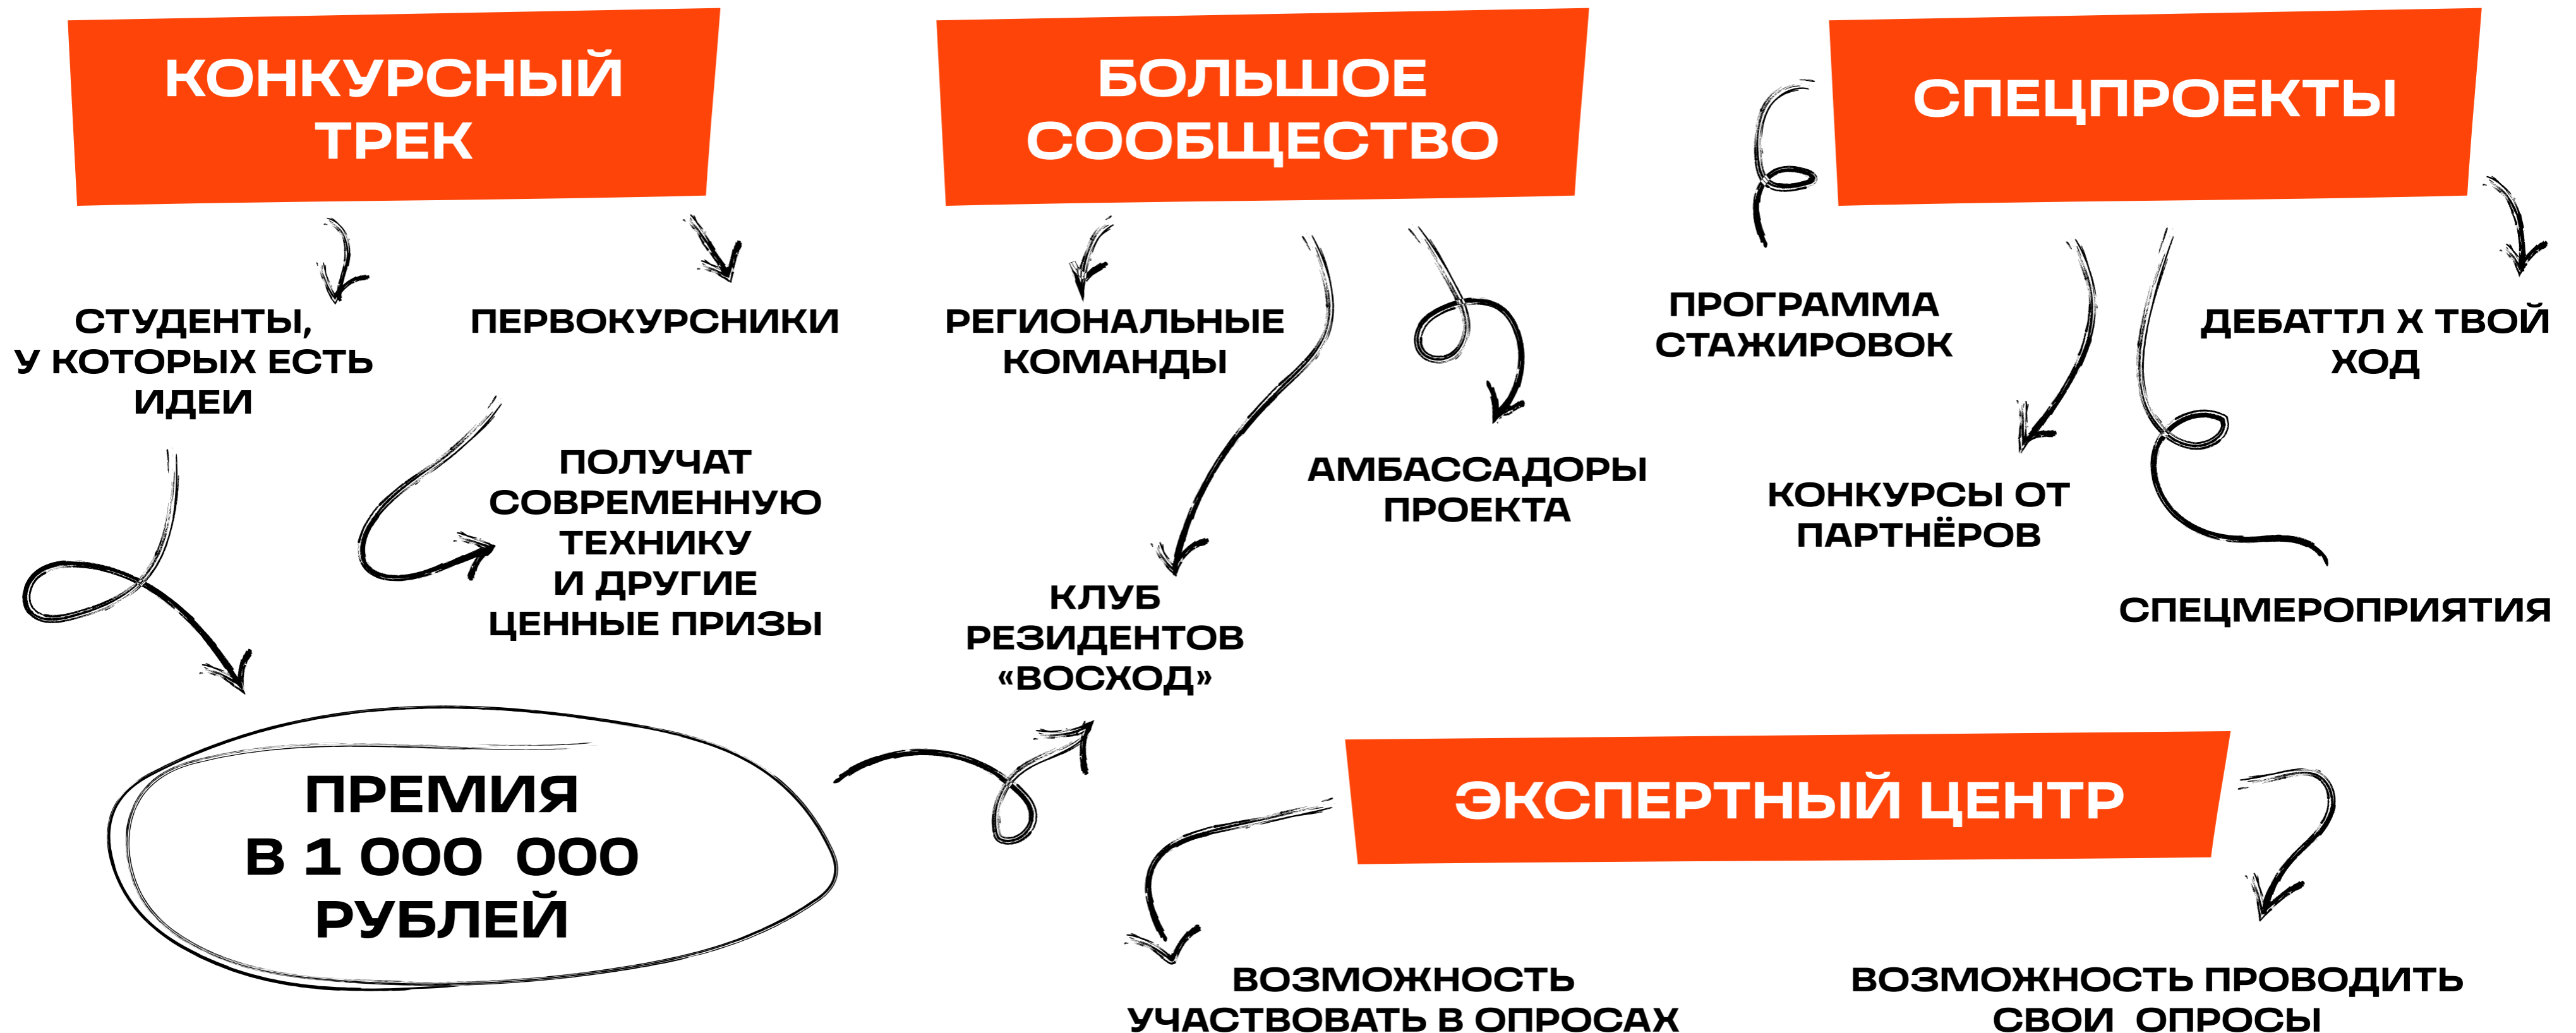 КОНКУРСНЫЙ
ТРЕК
СТУДЕНТЫ,
У КОТОРЫХ ЕСТЬ
ИДЕИ
ПЕРВОКУРСНИКИ
ПОЛУЧАТ
СОВРЕМЕННУЮ
ТЕХНИКУ
И ДРУГИЕ
ЦЕННЫЕ ПРИЗЫ
ПРЕМИЯ
В 1 000 000
РУБЛЕЙ
БОЛЬШОЕ
СООБЩЕСТВО
РЕГИОНАЛЬНЫЕ
КОМАНДЫ
АМБАССАДОРЫ
ПРОЕКТА
КЛУБ
РЕЗИДЕНТОВ
«ВОСХОД»
СПЕЦПРОЕКТЫ
ПРОГРАММА
СТАЖИРОВОК
ДЕБАТТЛ Х ТВОЙ
ХОД
КОНКУРСЫ ОТ
ПАРТНЁРОВ
СПЕЦМЕРОПРИЯТИЯ
ЭКСПЕРТНЫЙ ЦЕНТР
ВОЗМОЖНОСТЬ
УЧАСТВОВАТЬ В ОПРОСАХ
ВОЗМОЖНОСТЬ ПРОВОДИТЬ
СВОИ ОПРОСЫ